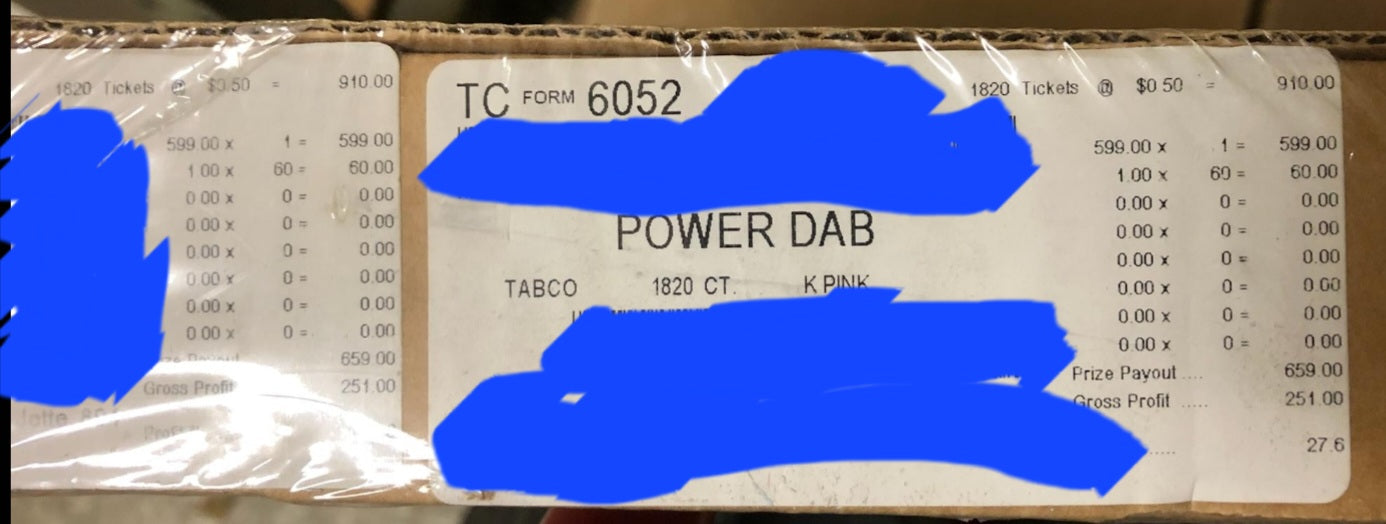 1820 Tickets @ $0.50 = 910.00
599.00 x 1 = 599.00
1.00 x 60 = 60.00
0.00 x 0 = 0.00
0.00 x 0 = 0.00
0.00 x 0 = 0.00
0.00 x 0 = 0.00
0.00 x 0 = 0.00
0.00 x 0 = 0.00
Payout 659.00
Gross Profit 251.00
TC FORM 6052
POWER DAB
TABCO 1820 CT. K PINK
1820 Tickets @ $0.50 = 910.00
599.00 x 1 = 599.00
1.00 x 60 = 60.00
0.00 x 0 = 0.00
0.00 x 0 = 0.00
0.00 x 0 = 0.00
0.00 x 0 = 0.00
0.00 x 0 = 0.00
0.00 x 0 = 0.00
Prize Payout .... 659.00
Gross Profit ..... 251.00
..... 27.6